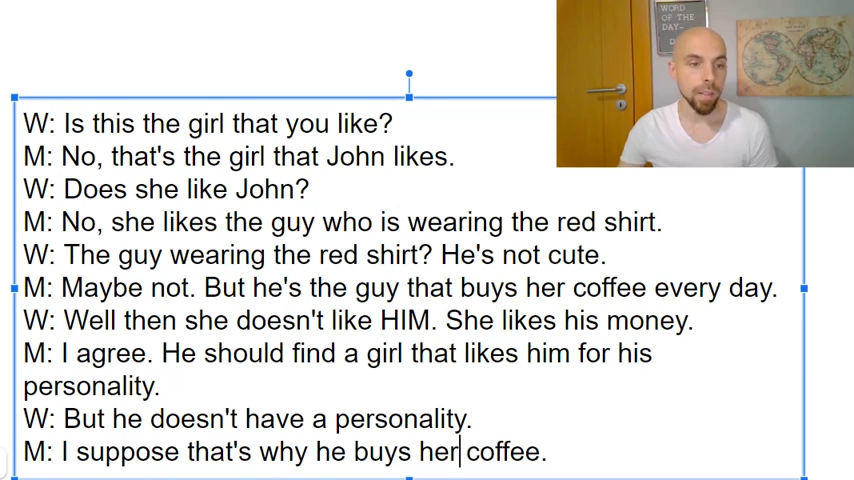 WORD
OF THE
DAY-
W: Is this the girl that you like?
M: No, that's the girl that John likes.
W: Does she like John?
M: No, she likes the guy who is wearing the red shirt.
W: The guy wearing the red shirt? He's not cute.
M: Maybe not. But he's the guy that buys her coffee every day.
W: Well then she doesn't like HIM. She likes his money.
M: I agree. He should find a girl that likes him for his
personality.
W: But he doesn't have a personality.
M: I suppose that's why he buys her coffee.